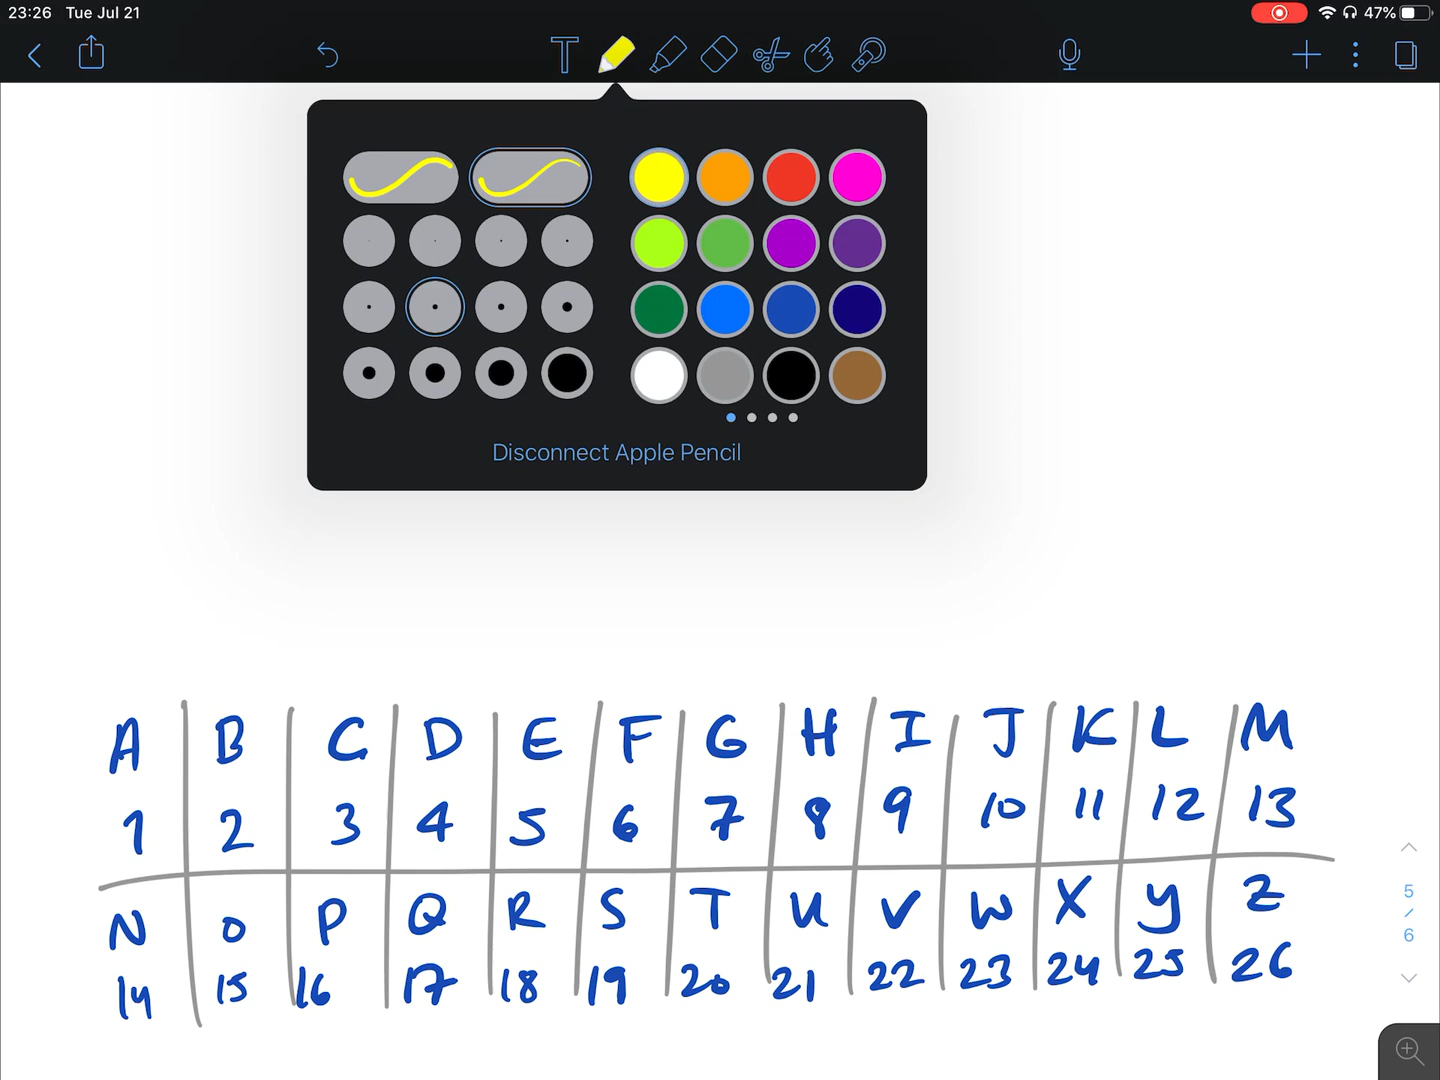 23:26 Tue Jul 21 47%
T
Disconnect Apple Pencil
A B C D E F G H I J K L M
1 2 3 4 5 6 7 8 9 10 11 12 13
N O P Q R S T U V W X Y Z
14 15 16 17 18 19 20 21 22 23 24 25 26
5
/
6